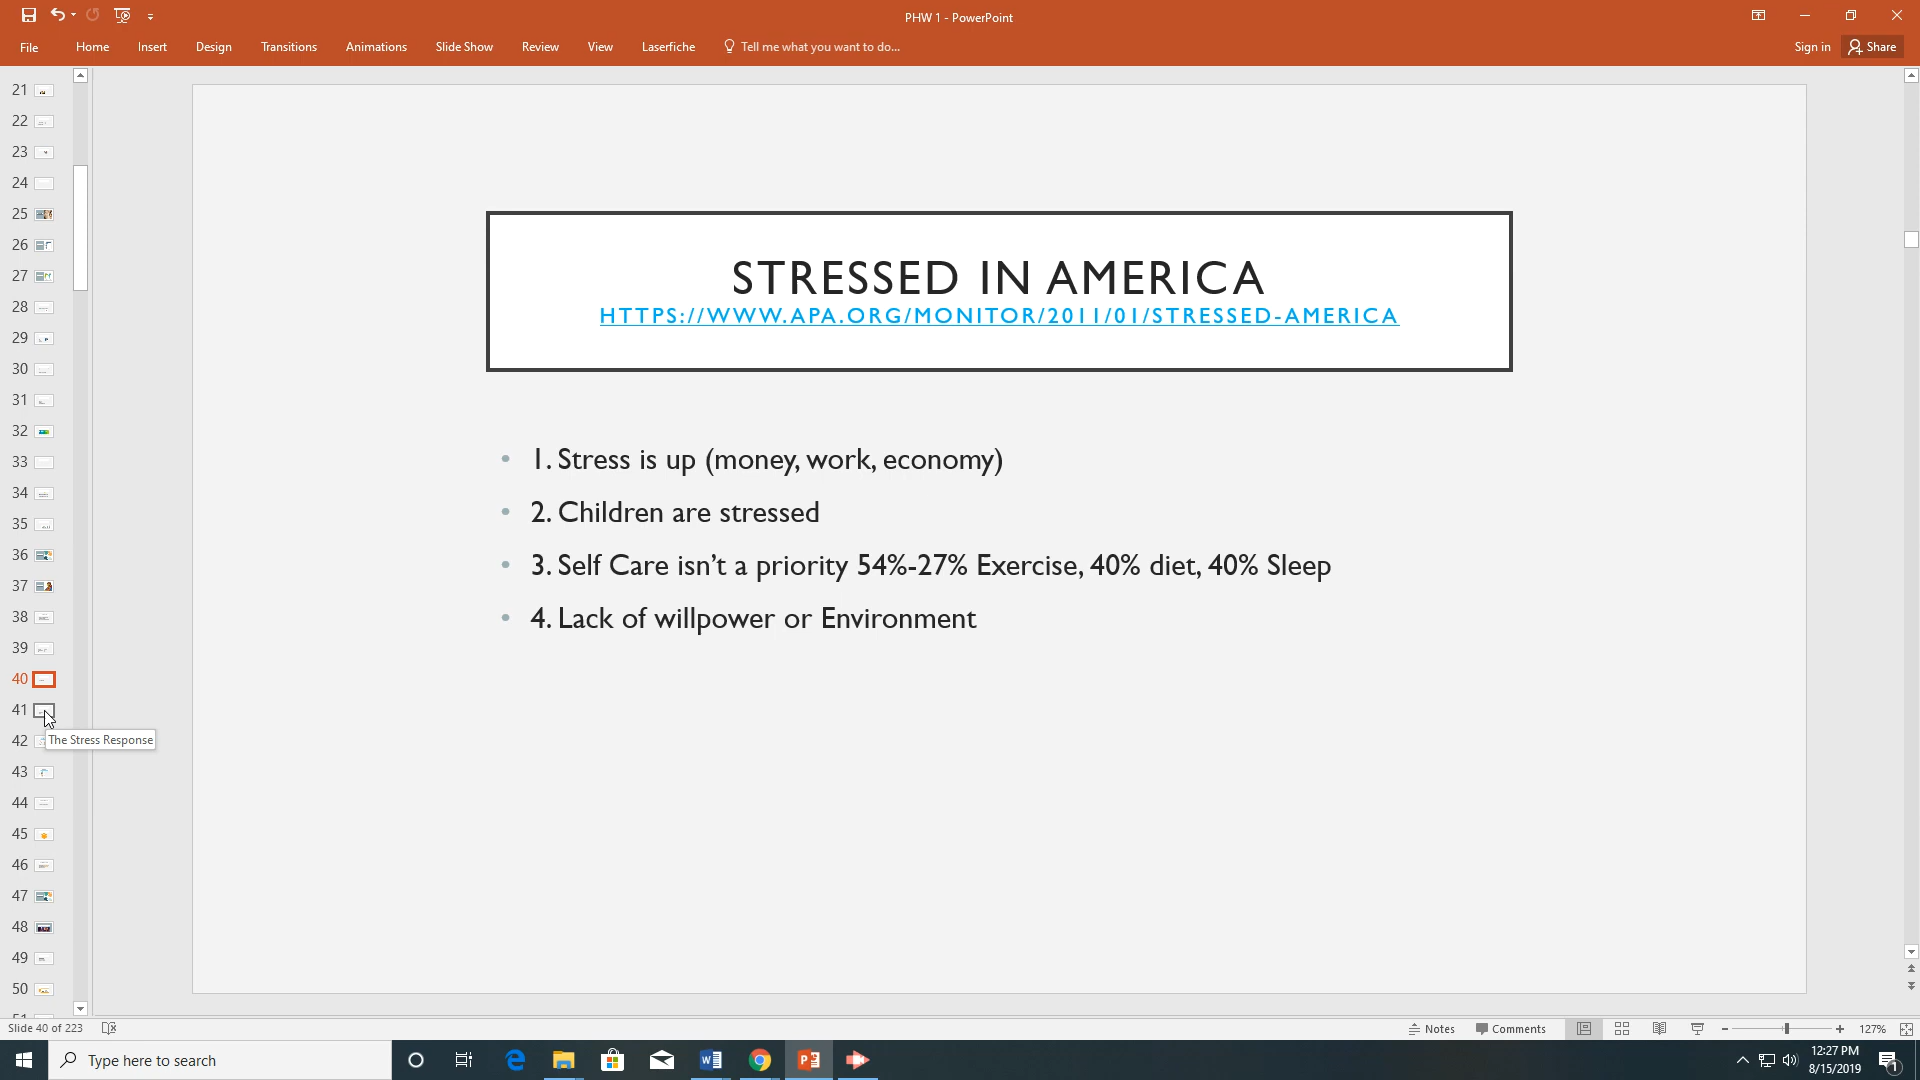 PHW 1 - PowerPoint
File Home Insert Design Transitions Animations Slide Show Review View Laserfiche Tell me what you want to do... Sign in Share
21
22
23
24
25
26
27
28
29
30
31
32
33
34
35
36
37
38
39
40
41
42
43
44
45
46
47
48
49
50
51
The Stress Response
STRESSED IN AMERICA
HTTPS://WWW.APA.ORG/MONITOR/2011/01/STRESSED-AMERICA
• 1. Stress is up (money, work, economy)
• 2. Children are stressed
• 3. Self Care isn’t a priority 54%-27% Exercise, 40% diet, 40% Sleep
• 4. Lack of willpower or Environment
Slide 40 of 223 Notes Comments 127%
Type here to search
12:27 PM
8/15/2019
1